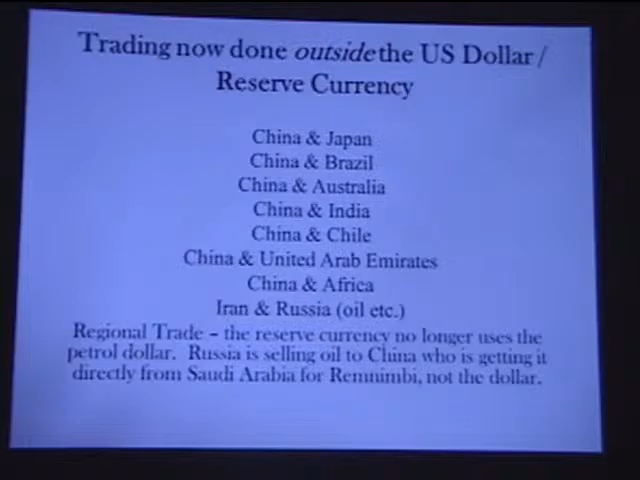 Trading now done outside the US Dollar /
Reserve Currency
China & Japan
China & Brazil
China & Australia
China & India
China & Chile
China & United Arab Emirates
China & Africa
Iran & Russia (oil etc.)
Regional Trade – the reserve currency no longer uses the
petrol dollar. Russia is selling oil to China who is getting it
directly from Saudi Arabia for Remnimbi, not the dollar.